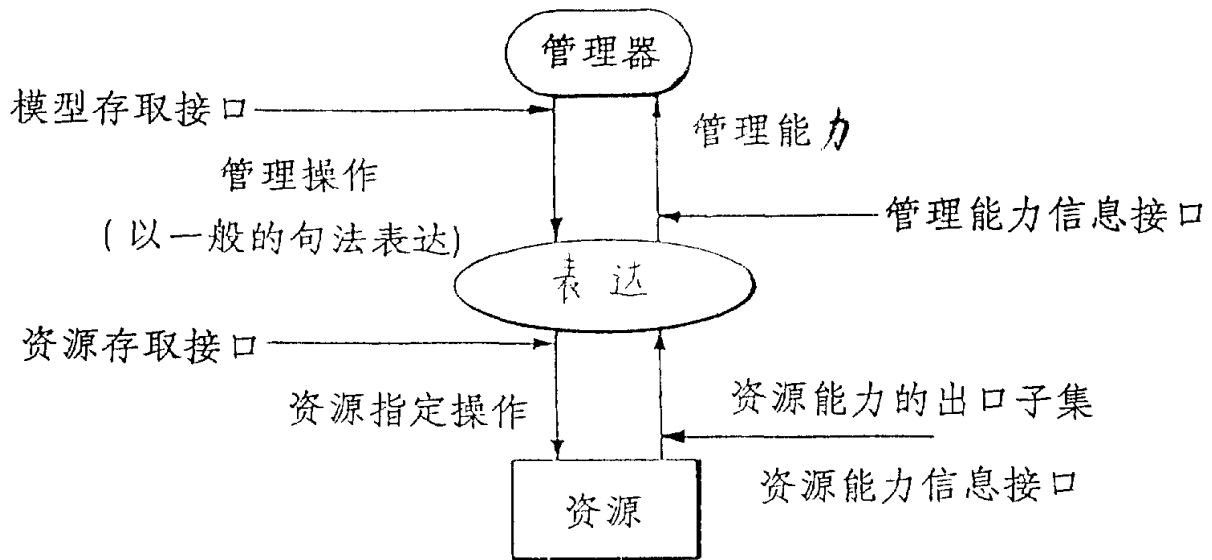 管理器
模型存取接口
管理能力
管理操作
(以一般的句法表达)
管理能力信息接口
表达
资源存取接口
资源指定操作
资源能力的出口子集
资源能力信息接口
资源